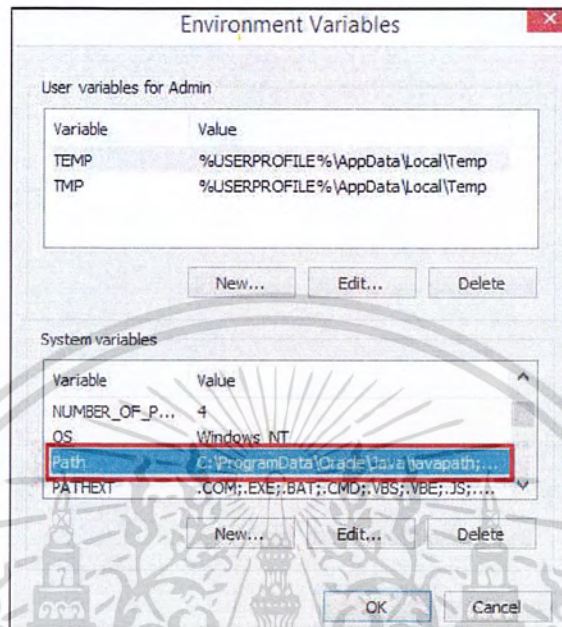 Environment Variables
User variables for Admin
Variable Value
TEMP %USERPROFILE%\AppData\Local\Temp
TMP %USERPROFILE%\AppData\Local\Temp
New... Edit... Delete
System variables
Variable Value
NUMBER_OF_P... 4
OS Windows_NT
Path C:\ProgramData\Oracle\Java\javapath;...
PATHEXT .COM;.EXE;.BAT;.CMD;.VBS;.VBE;.JS;....
New... Edit... Delete
OK Cancel